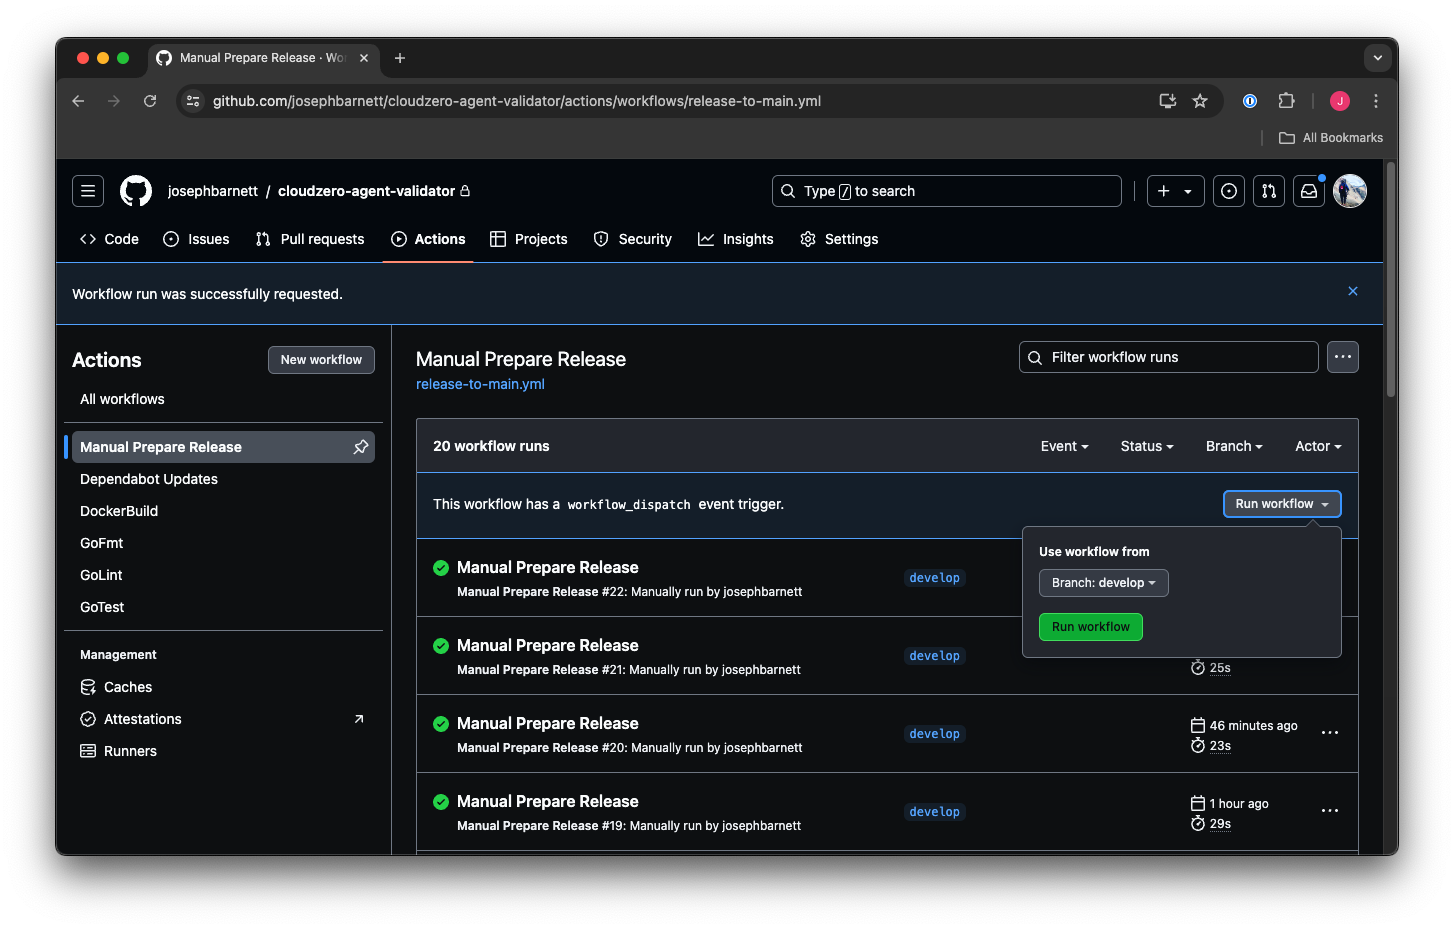 Manual Prepare Release · Wo
github.com/josephbarnett/cloudzero-agent-validator/actions/workflows/release-to-main.yml
J
All Bookmarks
josephbarnett / cloudzero-agent-validator
Type / to search
Code
Issues
Pull requests
Actions
Projects
Security
Insights
Settings
Workflow run was successfully requested.
Actions
New workflow
All workflows
Manual Prepare Release
Dependabot Updates
DockerBuild
GoFmt
GoLint
GoTest
Management
Caches
Attestations
Runners
Manual Prepare Release
release-to-main.yml
Filter workflow runs
20 workflow runs
Event
Status
Branch
Actor
This workflow has a workflow_dispatch event trigger.
Run workflow
Use workflow from
Branch: develop
Run workflow
Manual Prepare Release
Manual Prepare Release #22: Manually run by josephbarnett
develop
Manual Prepare Release
Manual Prepare Release #21: Manually run by josephbarnett
develop
25s
Manual Prepare Release
Manual Prepare Release #20: Manually run by josephbarnett
develop
46 minutes ago
23s
Manual Prepare Release
Manual Prepare Release #19: Manually run by josephbarnett
develop
1 hour ago
29s